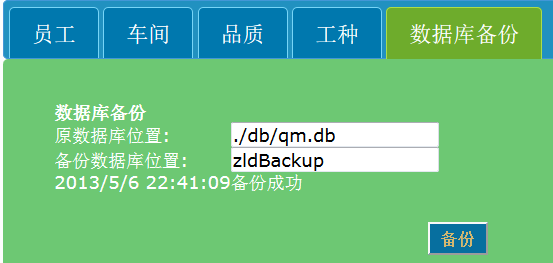 员工 车间 品质 工种 数据库备份
数据库备份
原数据库位置: ./db/qm.db
备份数据库位置: zldBackup
2013/5/6 22:41:09备份成功
备份